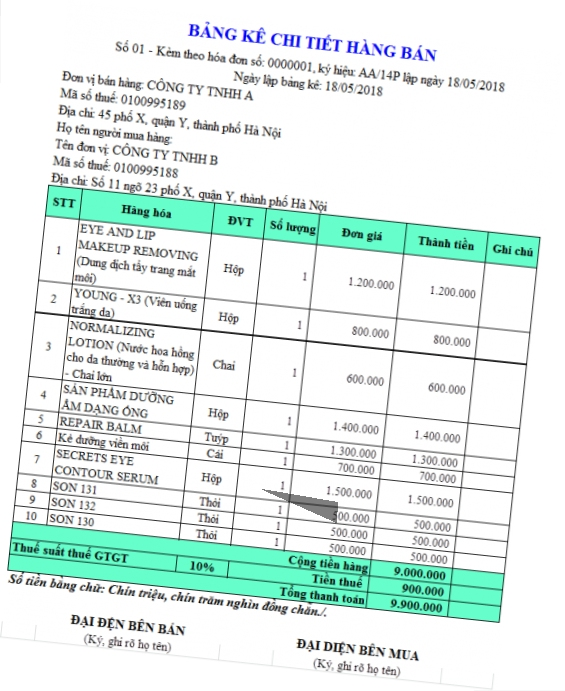 BẢNG KÊ CHI TIẾT HÀNG BÁN
Số 01 - Kèm theo hóa đơn số: 0000001, ký hiệu: AA/14P lập ngày 18/05/2018
Ngày lập bảng kê: 18/05/2018
Đơn vị bán hàng: CÔNG TY TNHH A
Mã số thuế: 0100995189
Địa chỉ: 45 phố X, quận Y, thành phố Hà Nội
Họ tên người mua hàng:
Tên đơn vị: CÔNG TY TNHH B
Mã số thuế: 0100995188
Địa chỉ: Số 11 ngõ 23 phố X, quận Y, thành phố Hà Nội
STT Hàng hóa ĐVT Số lượng Đơn giá Thành tiền Ghi chú
1 EYE AND LIP MAKEUP REMOVING (Dung dịch tẩy trang mắt môi) Hộp 1 1.200.000 1.200.000
2 YOUNG - X3 (Viên uống trắng da) Hộp 1 800.000 800.000
3 NORMALIZING LOTION (Nước hoa hồng cho da thường và hỗn hợp) - Chai lớn Chai 1 600.000 600.000
4 SẢN PHẨM DƯỠNG ẨM DẠNG ỐNG Hộp 1 1.400.000 1.400.000
5 REPAIR BALM Tuýp 1 1.300.000 1.300.000
6 Kẻ dưỡng viền môi Cái 1 700.000 700.000
7 SECRETS EYE CONTOUR SERUM Hộp 1 1.500.000 1.500.000
8 SON 131 Thỏi 1 500.000 500.000
9 SON 132 Thỏi 1 500.000 500.000
10 SON 130 Thỏi 1 500.000 500.000
Cộng tiền hàng 9.000.000
Thuế suất thuế GTGT 10% Tiền thuế 900.000
Tổng thanh toán 9.900.000
Số tiền bằng chữ: Chín triệu, chín trăm nghìn đồng chẵn./.
ĐẠI ĐỆN BÊN BÁN ĐẠI DIỆN BÊN MUA
(Ký, ghi rõ họ tên) (Ký, ghi rõ họ tên)